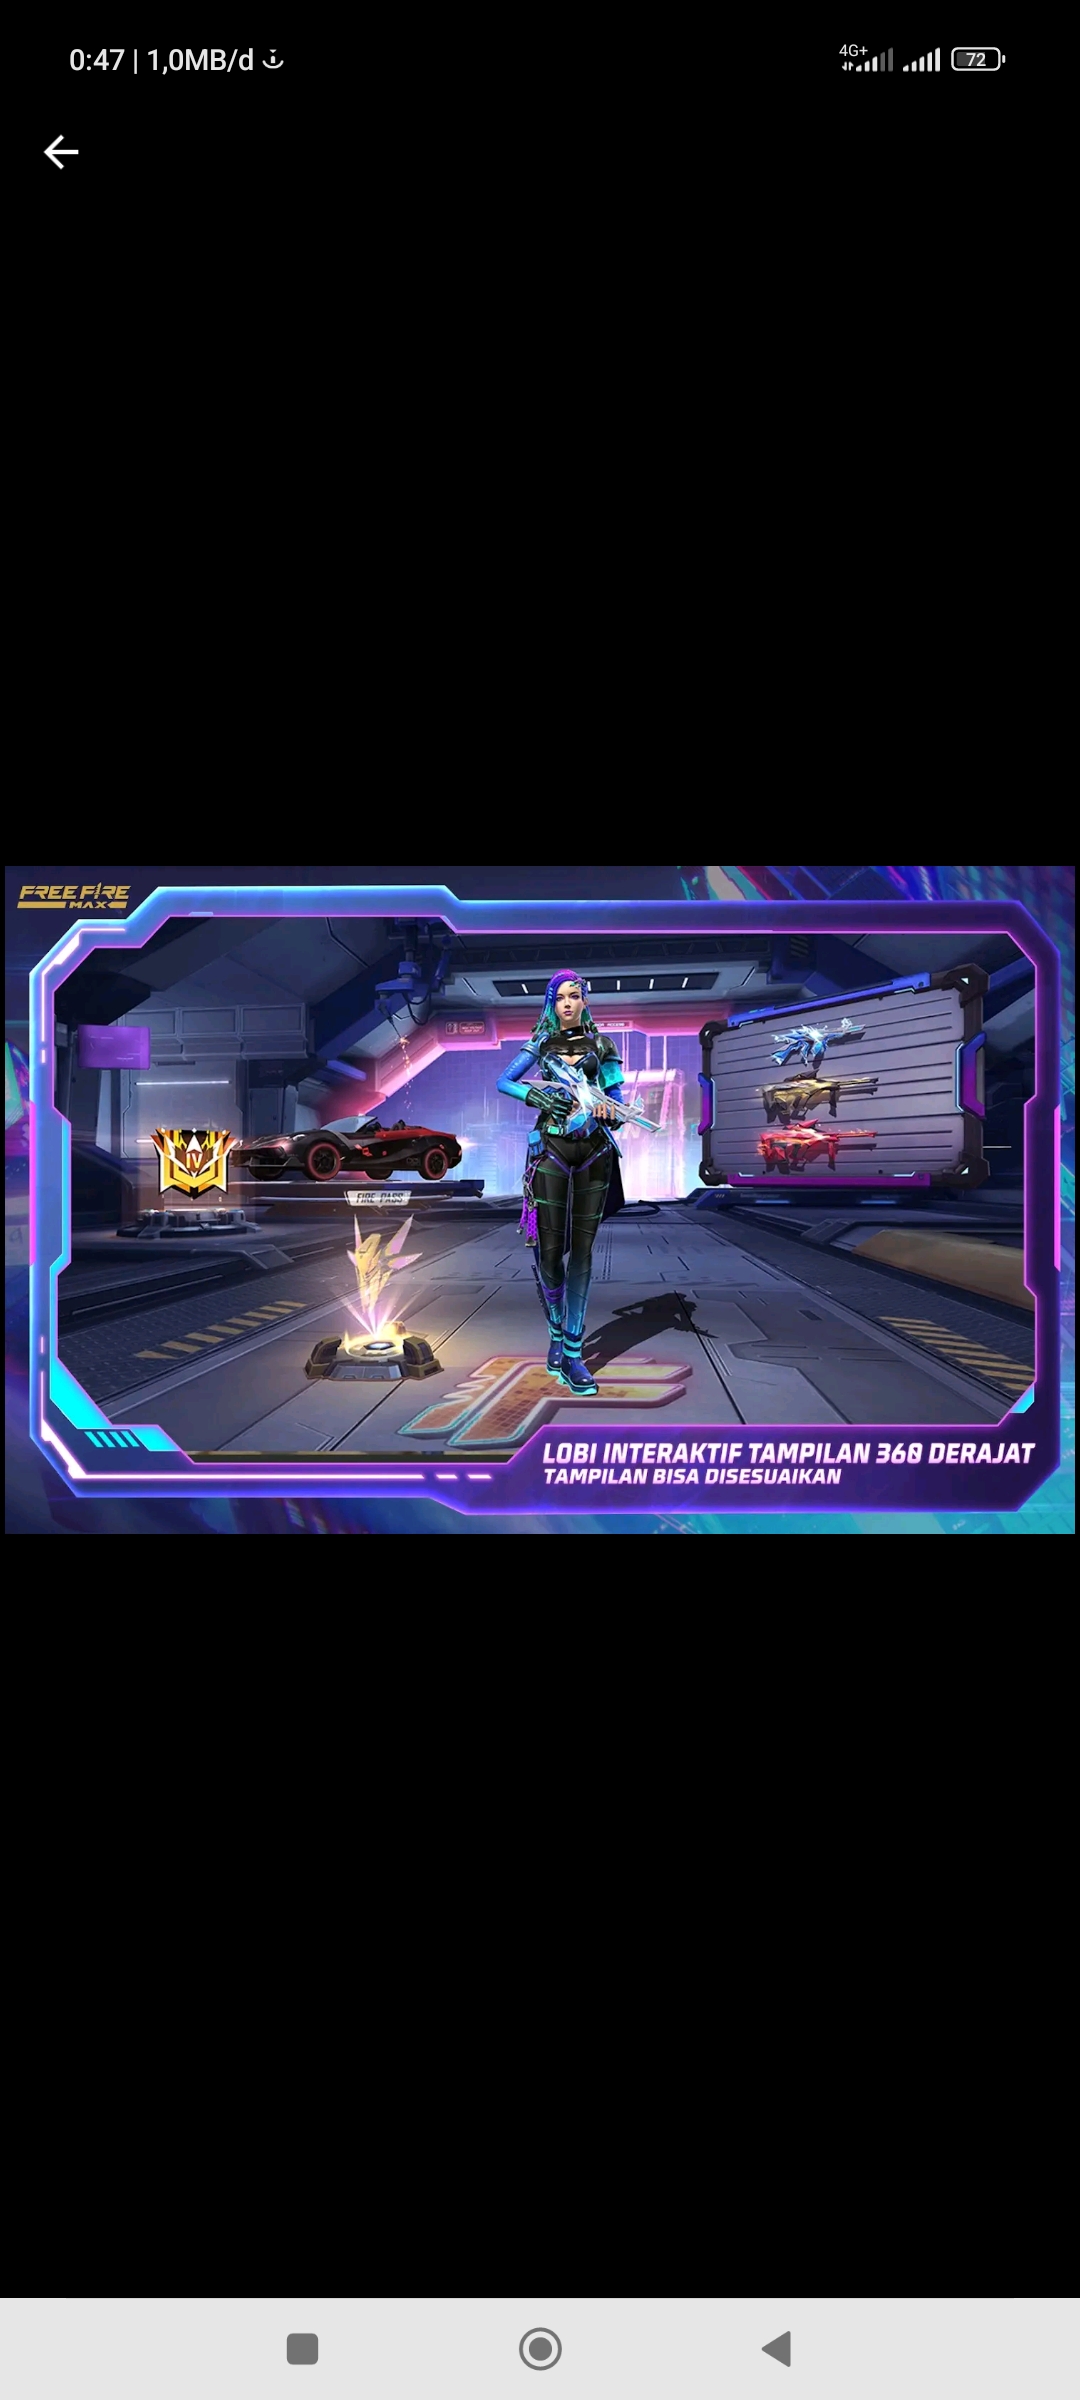 0:47 | 1,0MB/d
4G+
72
FREE FIRE
MAX
IV
FIRE PASS
LOBI INTERAKTIF TAMPILAN 360 DERAJAT
TAMPILAN BISA DISESUAIKAN